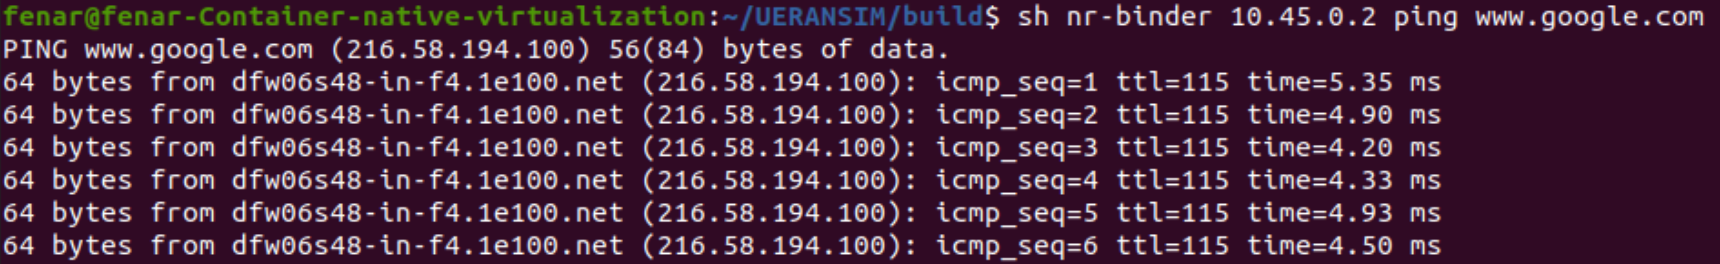 fenar@fenar-Container-native-virtualization:~/UERANSIM/build$ sh nr-binder 10.45.0.2 ping www.google.com
PING www.google.com (216.58.194.100) 56(84) bytes of data.
64 bytes from dfw06s48-in-f4.1e100.net (216.58.194.100): icmp_seq=1 ttl=115 time=5.35 ms
64 bytes from dfw06s48-in-f4.1e100.net (216.58.194.100): icmp_seq=2 ttl=115 time=4.90 ms
64 bytes from dfw06s48-in-f4.1e100.net (216.58.194.100): icmp_seq=3 ttl=115 time=4.20 ms
64 bytes from dfw06s48-in-f4.1e100.net (216.58.194.100): icmp_seq=4 ttl=115 time=4.33 ms
64 bytes from dfw06s48-in-f4.1e100.net (216.58.194.100): icmp_seq=5 ttl=115 time=4.93 ms
64 bytes from dfw06s48-in-f4.1e100.net (216.58.194.100): icmp_seq=6 ttl=115 time=4.50 ms